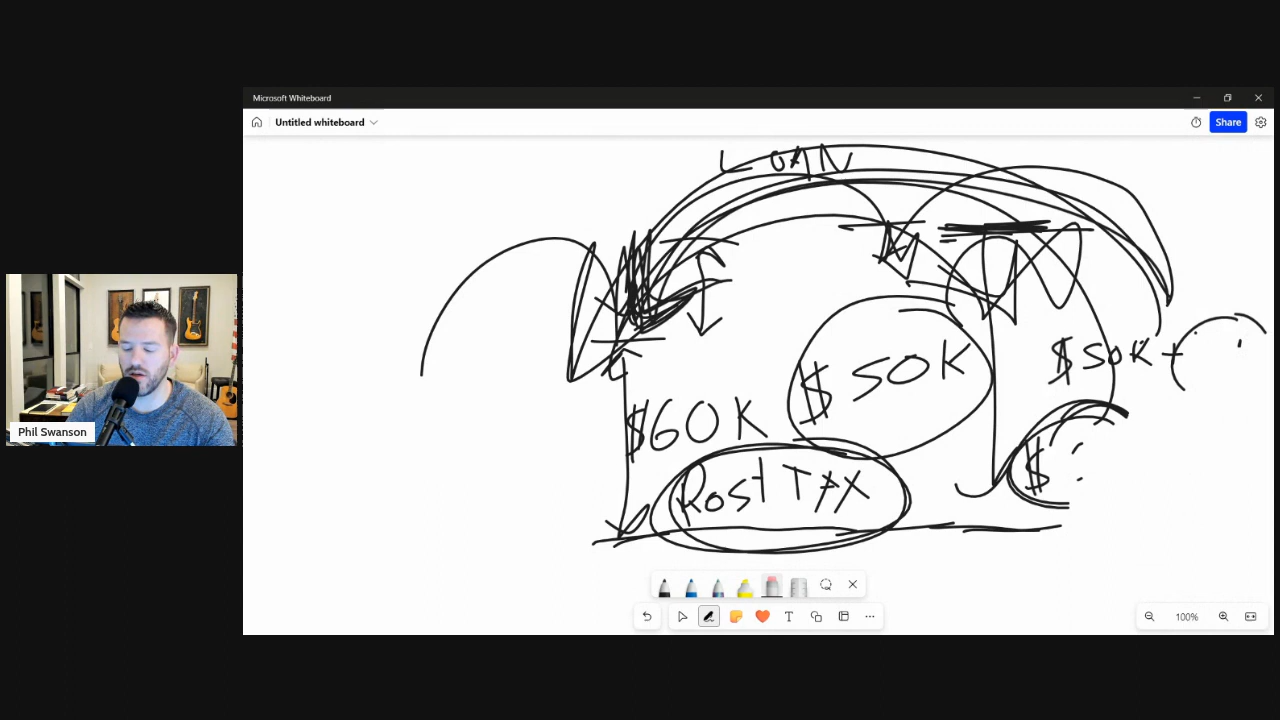 Microsoft Whiteboard
Untitled whiteboard
Share
LOAN
$50K +
$50K
$60K
$ ?
Post TAX
Phil Swanson
100%